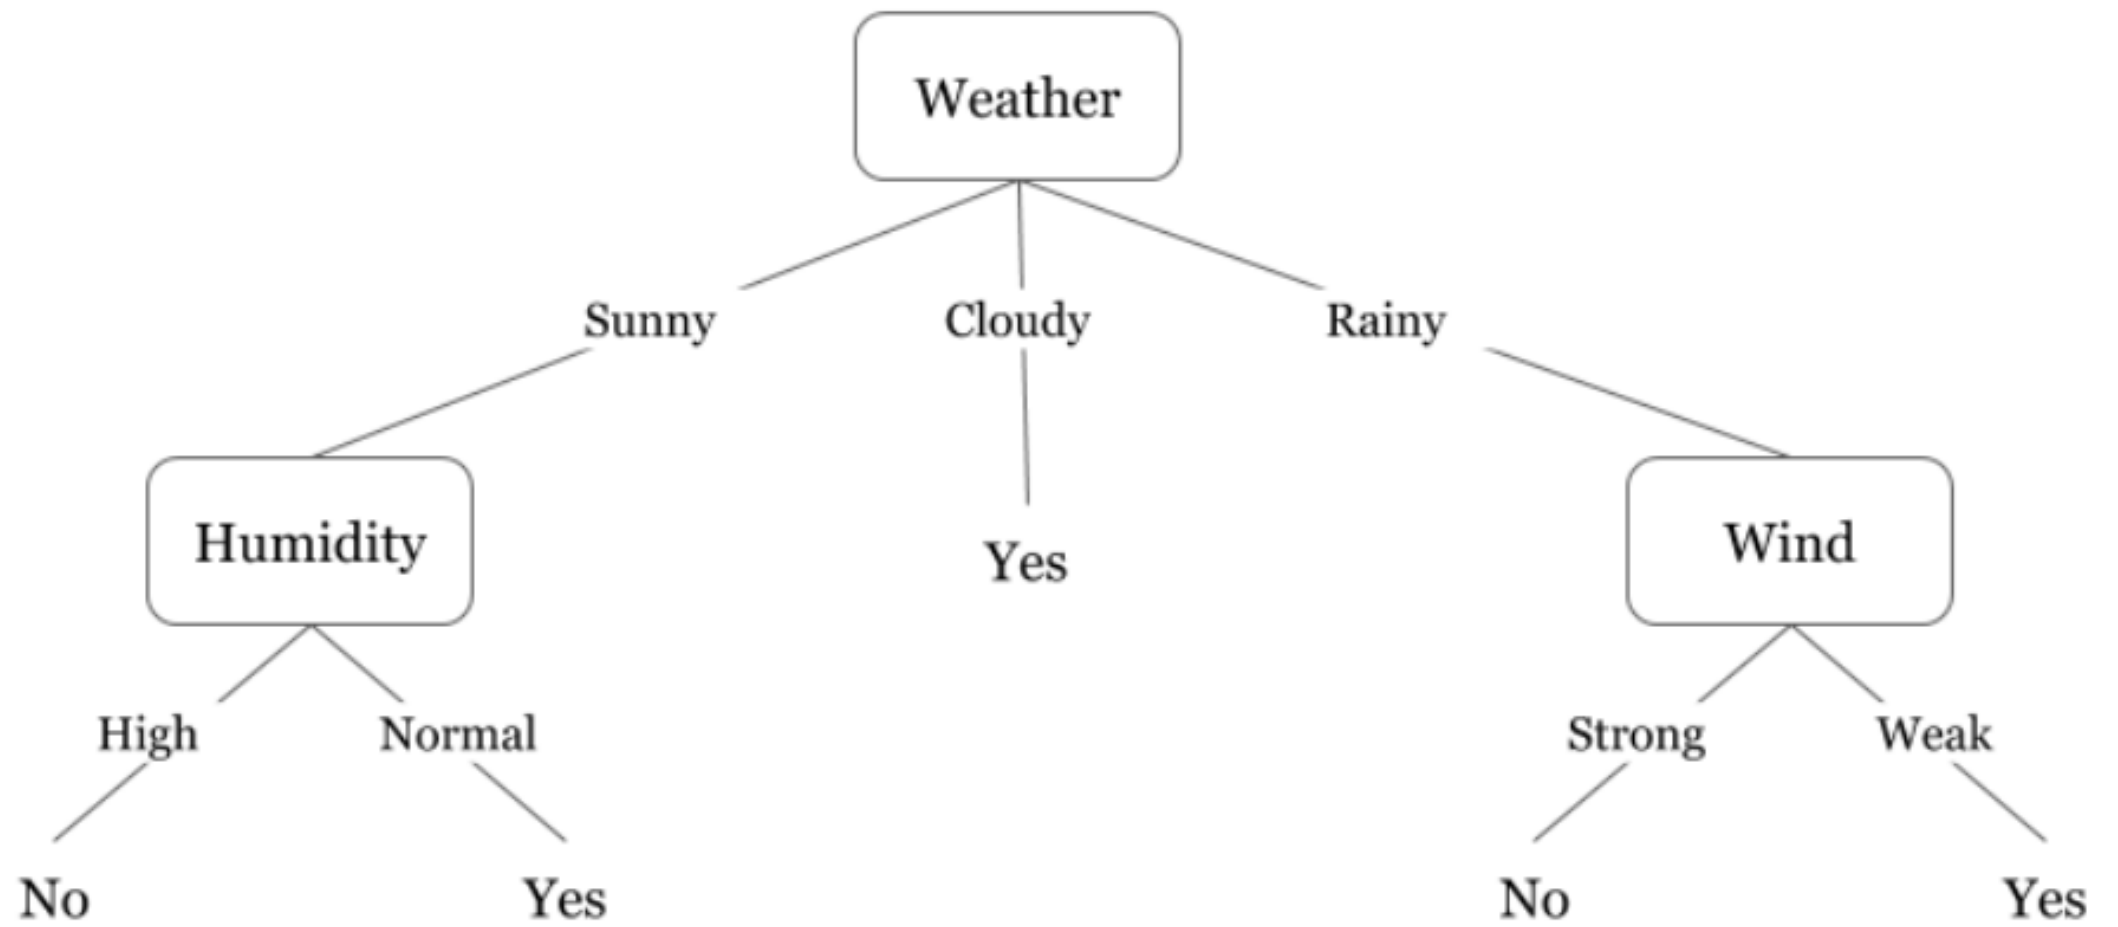 Weather
Sunny Cloudy Rainy
Humidity Yes Wind
High Normal Strong Weak
No Yes No Yes